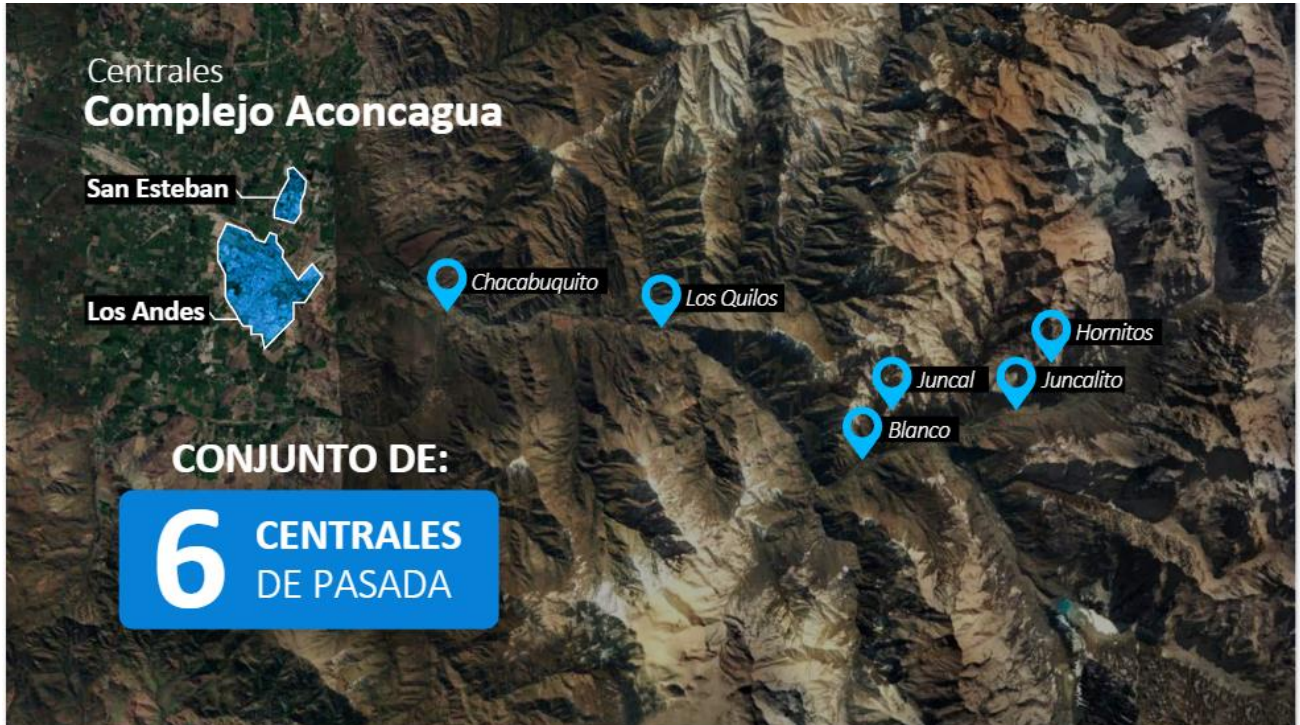 Centrales
Complejo Aconcagua
San Esteban
Los Andes
Chacabuquito
Los Quilos
Hornitos
Juncal
Juncalito
Blanco
CONJUNTO DE:
6 CENTRALES
DE PASADA